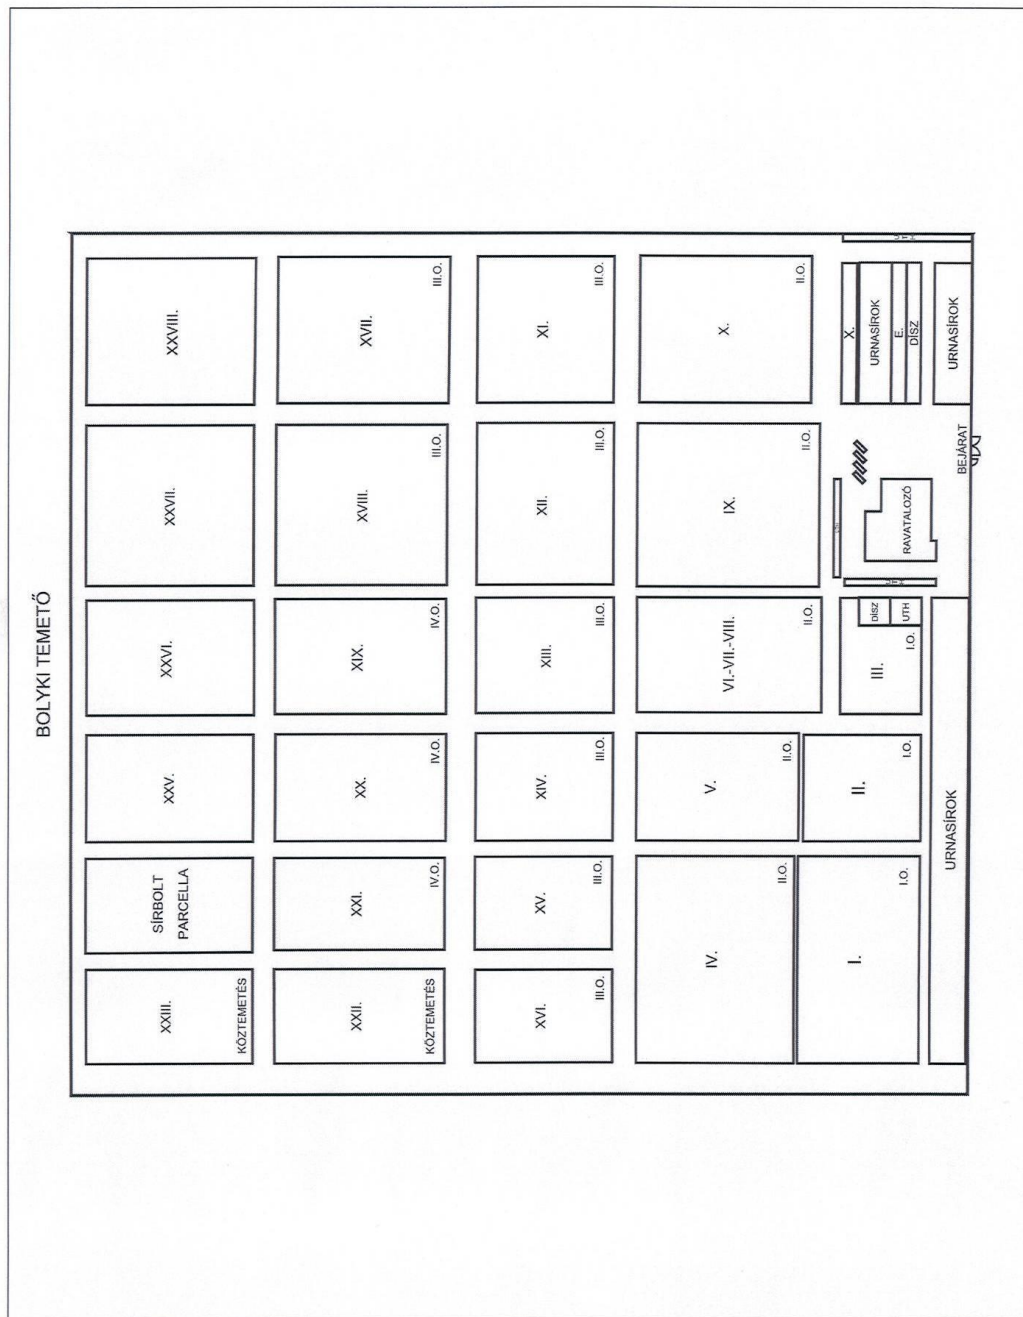 BOLYKI TEMETŐ
XXIII.
KÖZTEMETÉS
SÍRBOLT
PARCELLA
XXV.
XXVI.
XXVII.
XXVIII.
XXII.
KÖZTEMETÉS
XXI.
IV.O.
XX.
IV.O.
XIX.
IV.O.
XVIII.
III.O.
XVII.
III.O.
XVI.
III.O.
XV.
III.O.
XIV.
III.O.
XIII.
III.O.
XII.
III.O.
XI.
III.O.
IV.
II.O.
V.
II.O.
VI.-VII.-VIII.
II.O.
IX.
II.O.
X.
II.O.
I.
I.O.
II.
I.O.
III.
I.O.
DÍSZ
UTH
UTH
RAVATALOZÓ
X.
URNASÍROK
E.
DÍSZ
UTH
URNASÍROK
BEJÁRAT
URNASÍROK